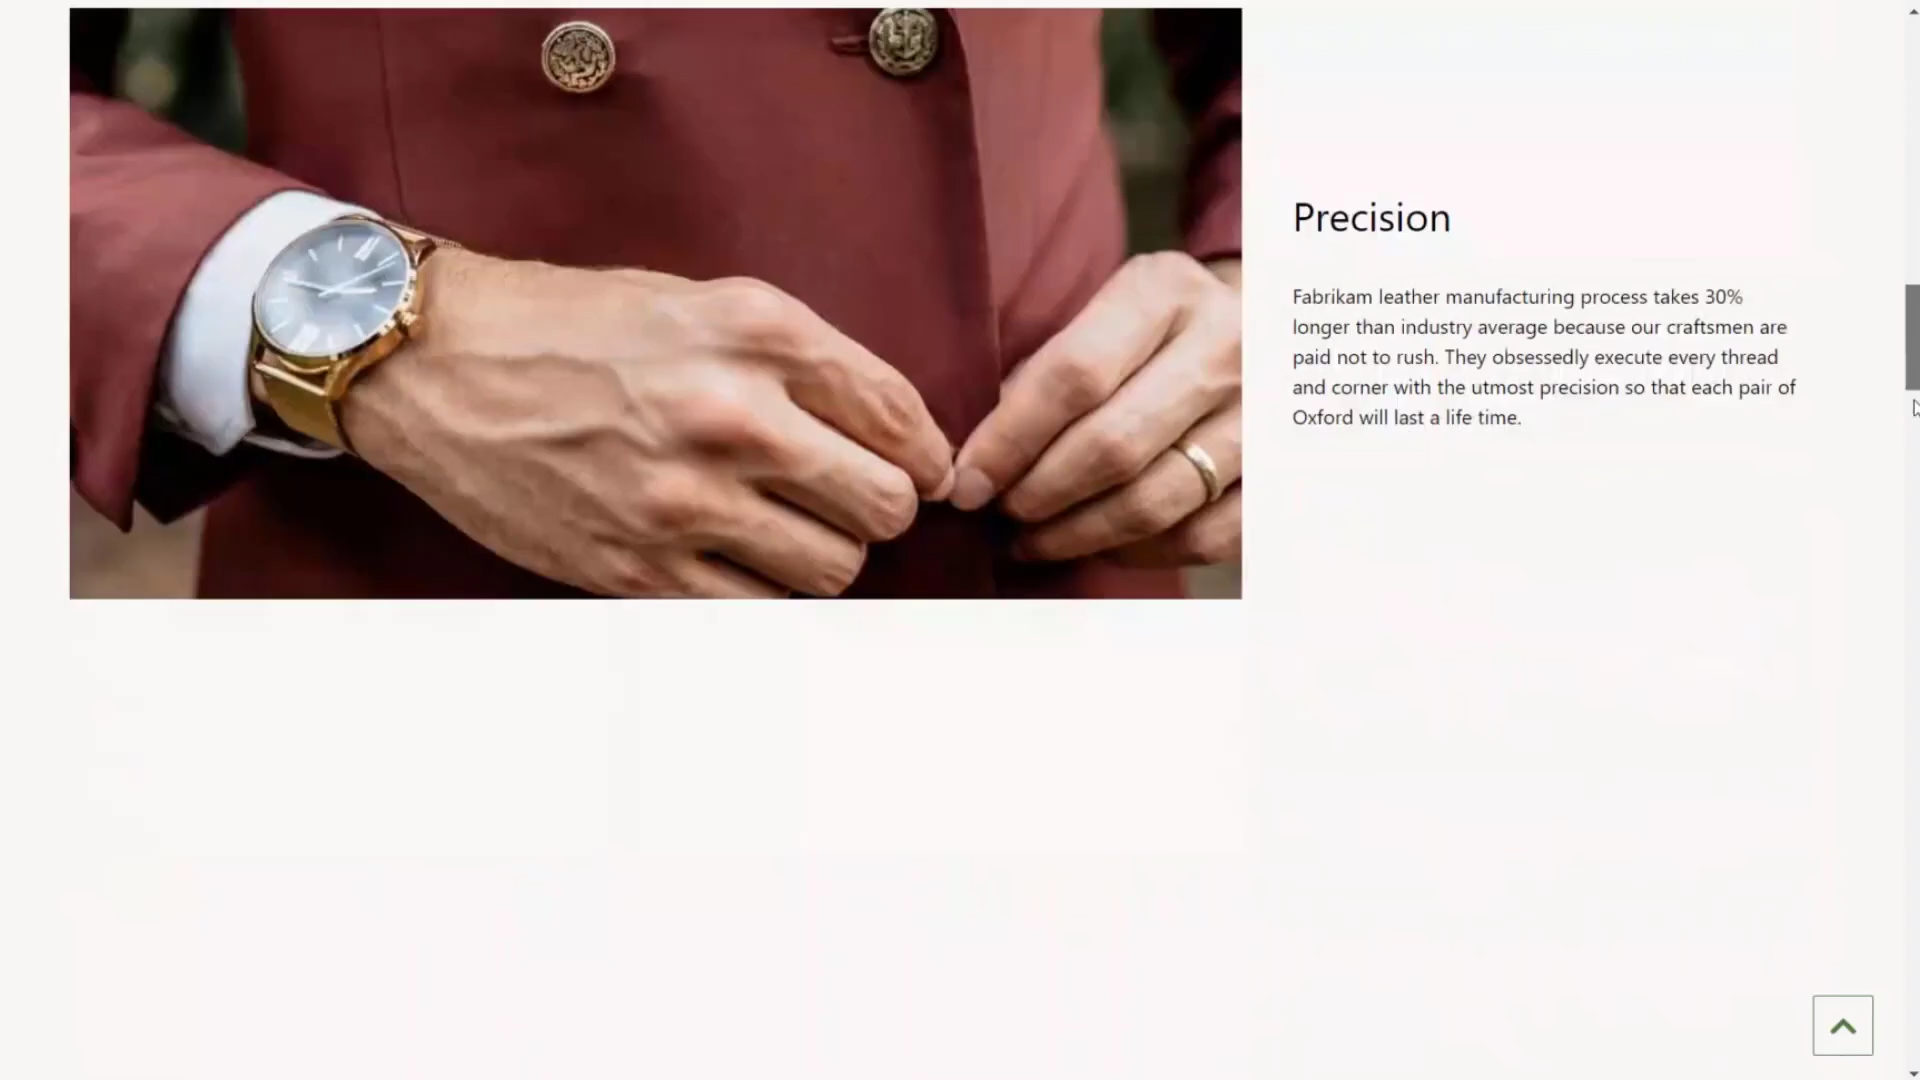 Precision
Fabrikam leather manufacturing process takes 30%
longer than industry average because our craftsmen are
paid not to rush. They obsessedly execute every thread
and corner with the utmost precision so that each pair of
Oxford will last a life time.